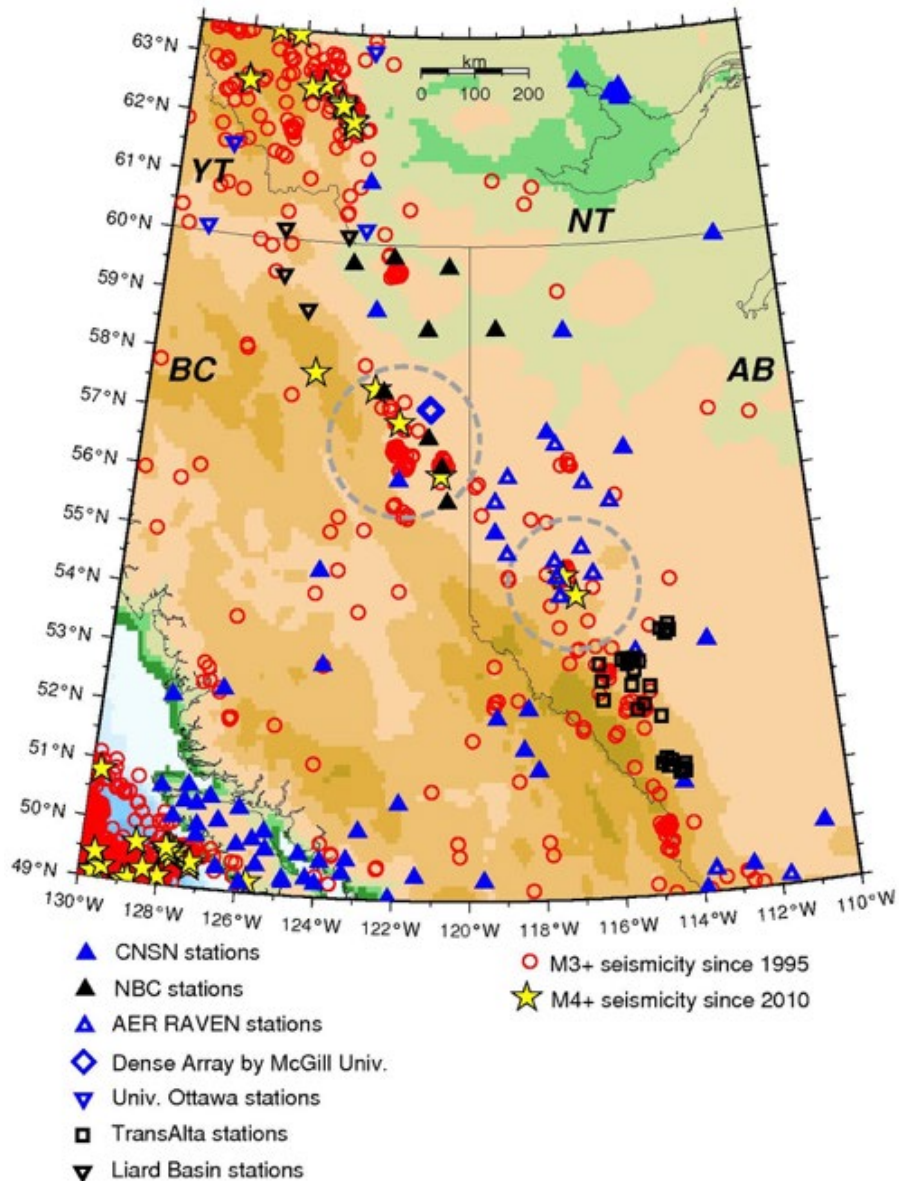 63°N
62°N
61°N
60°N
59°N
58°N
57°N
56°N
55°N
54°N
53°N
52°N
51°N
50°N
49°N
km
0 100 200
YT
NT
BC
AB
130°W 128°W 126°W 124°W 122°W 120°W 118°W 116°W 114°W 112°W 110°W
CNSN stations
NBC stations
AER RAVEN stations
Dense Array by McGill Univ.
Univ. Ottawa stations
TransAlta stations
Liard Basin stations
M3+ seismicity since 1995
M4+ seismicity since 2010